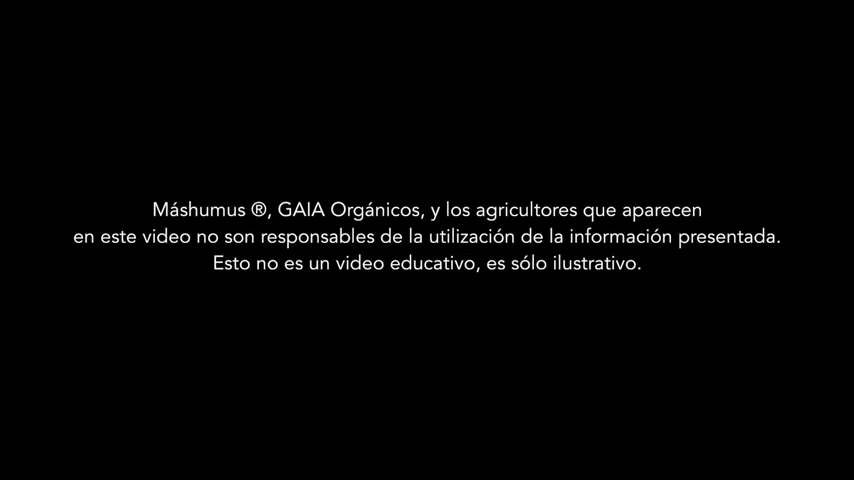 Máshumus ®, GAIA Orgánicos, y los agricultores que aparecen
en este video no son responsables de la utilización de la información presentada.
Esto no es un video educativo, es sólo ilustrativo.